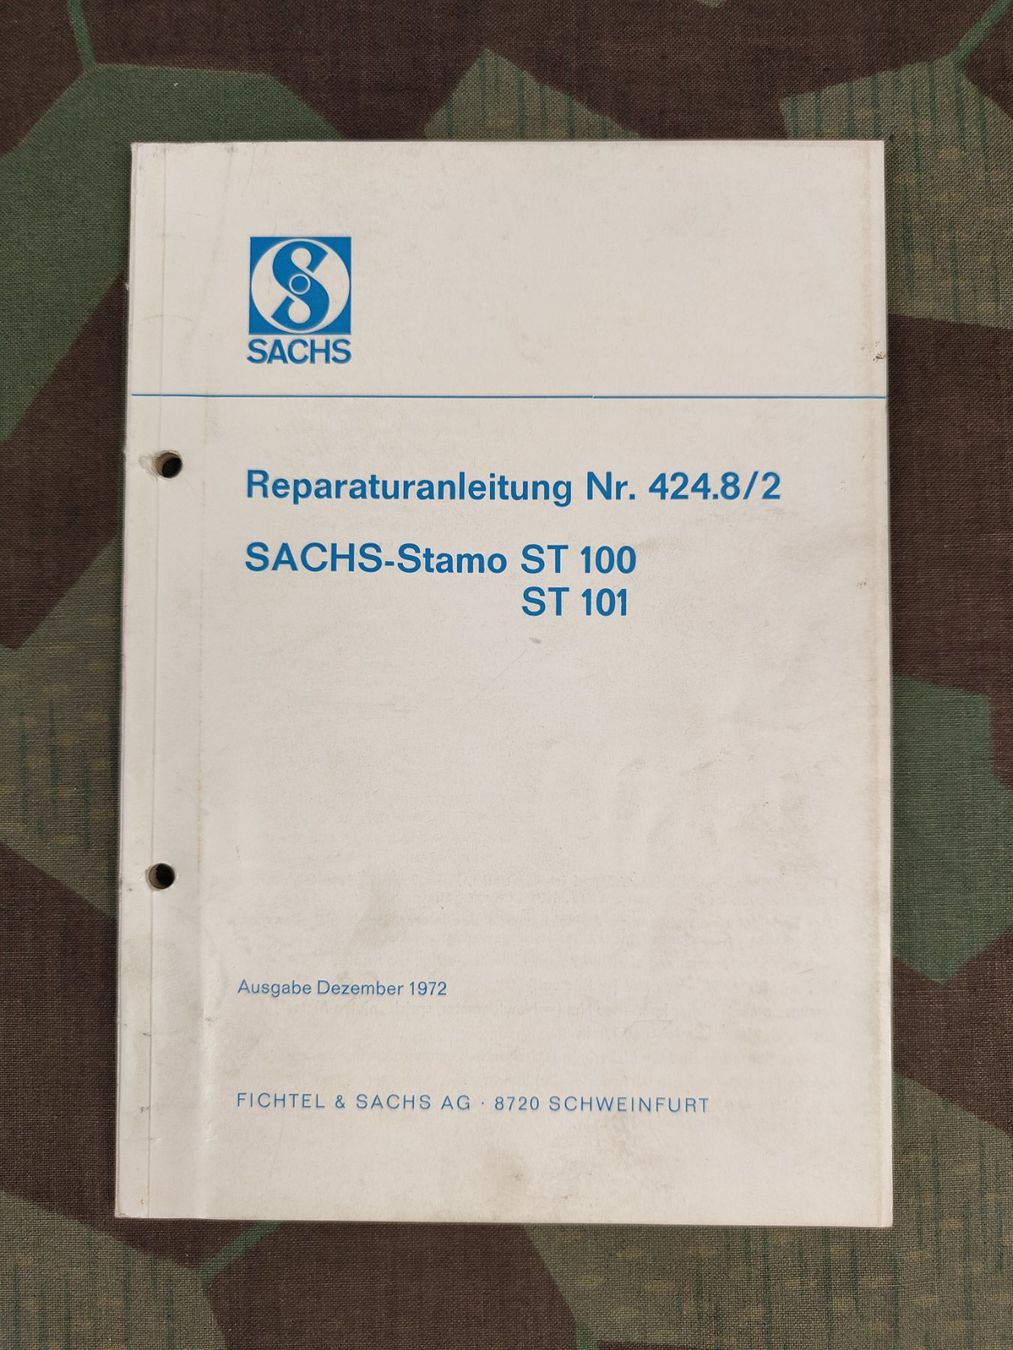 SACHS
Reparaturanleitung Nr. 424.8/2
SACHS-Stamo ST 100
ST 101
Ausgabe Dezember 1972
FICHTEL & SACHS AG · 8720 SCHWEINFURT